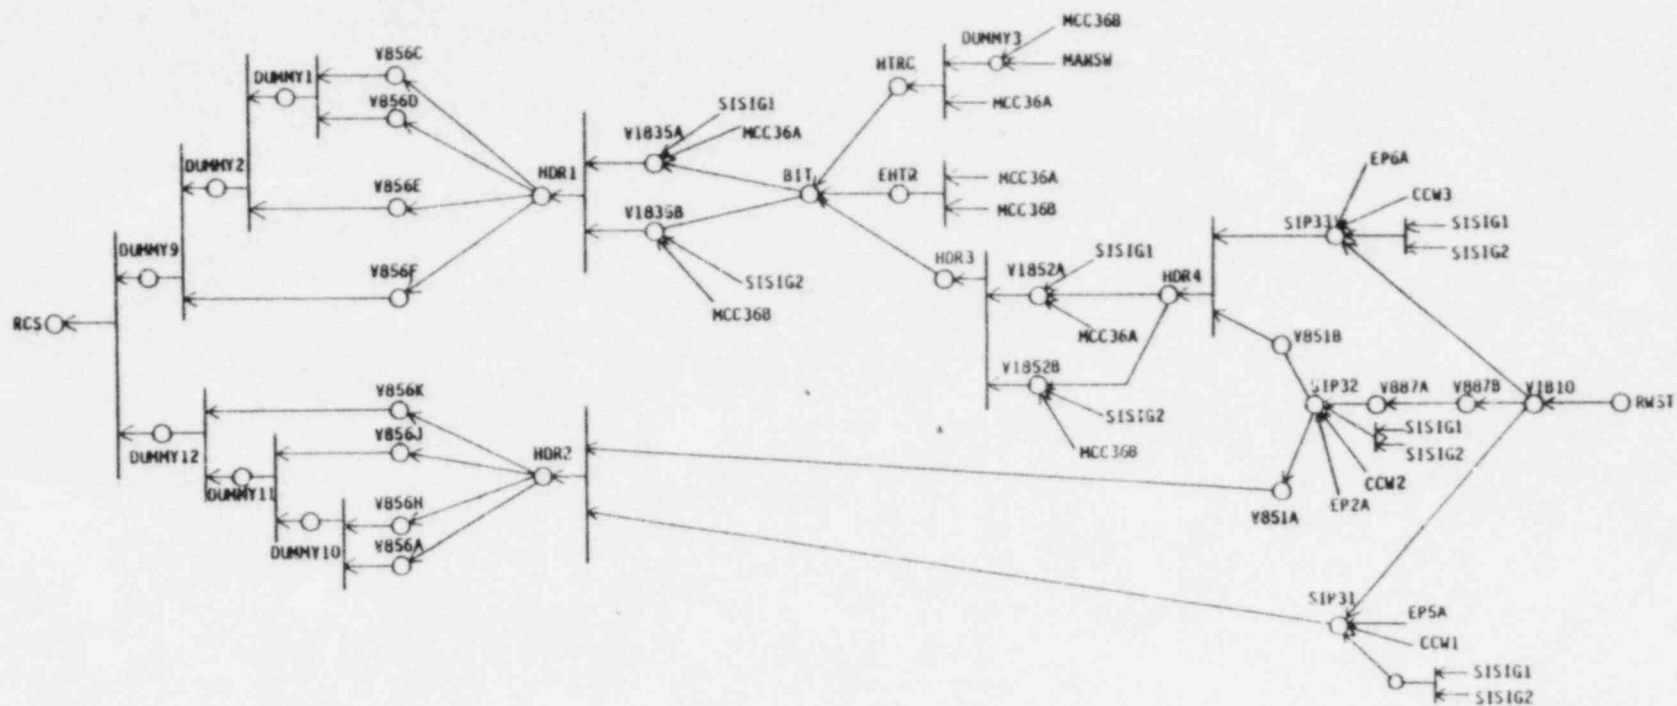 MCC36B
DUMMY3
MANSW
V856C
HTRC
DUMMY1
MCC36A
SISIG1
V856D
V1835A
MCC36A
EP6A
DUMMY2
HDR1
BIT
EHTR
MCC36A
CCW3
V856E
MCC36B
V1835B
SIP33
SISIG1
SISIG2
DUMMY9
SISIG1
HDR3
V1852A
V856F
SISIG2
HDR4
MCC36B
RCS
MCC36A
V851B
V1852B
V856K
SIP32
V887A
V887B
V1810
RWST
SISIG2
SISIG1
V856J
SISIG2
MCC36B
DUMMY12
HDR2
CCW2
DUMMY11
EP2A
V851A
V856H
V856A
DUMMY10
SIP31
EP5A
CCW1
SISIG1
SISIG2